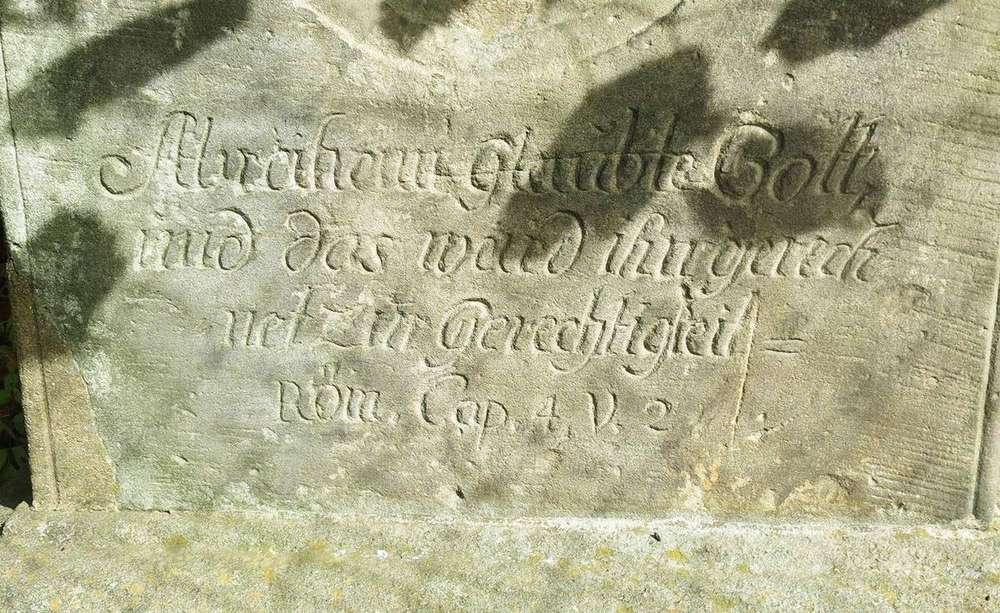 Abraham Glaubte Gott,
und das ward ihm gerech
net zur Gerechtigkeit =
Röm. Cap. 4. V. 2